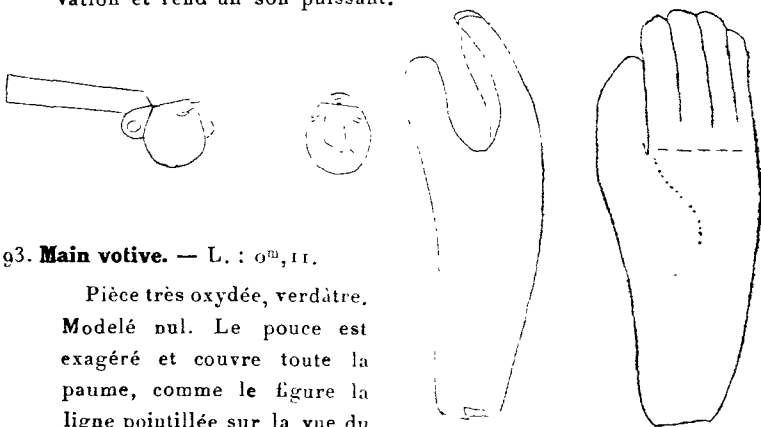 vation et rend un son puissant.
93. Main votive. — L. : 0ᵐ,11.
Pièce très oxydée, verdâtre.
Modelé nul. Le pouce est
exagéré et couvre toute la
paume, comme le figure la
ligne pointillée sur la vue du